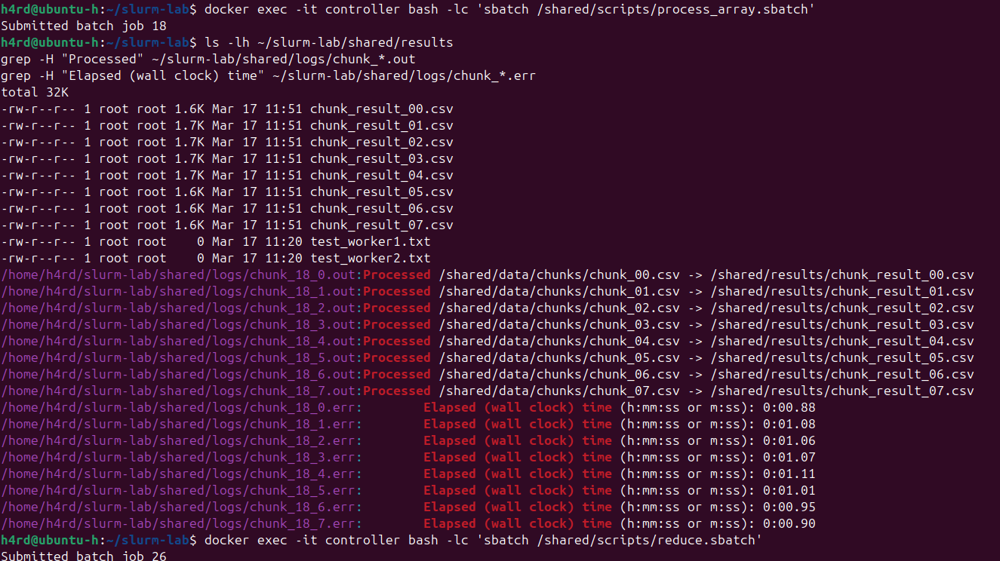 h4rd@ubuntu-h:~/slurm-lab$ docker exec -it controller bash -lc 'sbatch /shared/scripts/process_array.sbatch'
Submitted batch job 18
h4rd@ubuntu-h:~/slurm-lab$ ls -lh ~/slurm-lab/shared/results
grep -H "Processed" ~/slurm-lab/shared/logs/chunk_*.out
grep -H "Elapsed (wall clock) time" ~/slurm-lab/shared/logs/chunk_*.err
total 32K
-rw-r--r-- 1 root root 1.6K Mar 17 11:51 chunk_result_00.csv
-rw-r--r-- 1 root root 1.7K Mar 17 11:51 chunk_result_01.csv
-rw-r--r-- 1 root root 1.7K Mar 17 11:51 chunk_result_02.csv
-rw-r--r-- 1 root root 1.7K Mar 17 11:51 chunk_result_03.csv
-rw-r--r-- 1 root root 1.7K Mar 17 11:51 chunk_result_04.csv
-rw-r--r-- 1 root root 1.6K Mar 17 11:51 chunk_result_05.csv
-rw-r--r-- 1 root root 1.6K Mar 17 11:51 chunk_result_06.csv
-rw-r--r-- 1 root root 1.6K Mar 17 11:51 chunk_result_07.csv
-rw-r--r-- 1 root root    0 Mar 17 11:20 test_worker1.txt
-rw-r--r-- 1 root root    0 Mar 17 11:20 test_worker2.txt
/home/h4rd/slurm-lab/shared/logs/chunk_18_0.out:Processed /shared/data/chunks/chunk_00.csv -> /shared/results/chunk_result_00.csv
/home/h4rd/slurm-lab/shared/logs/chunk_18_1.out:Processed /shared/data/chunks/chunk_01.csv -> /shared/results/chunk_result_01.csv
/home/h4rd/slurm-lab/shared/logs/chunk_18_2.out:Processed /shared/data/chunks/chunk_02.csv -> /shared/results/chunk_result_02.csv
/home/h4rd/slurm-lab/shared/logs/chunk_18_3.out:Processed /shared/data/chunks/chunk_03.csv -> /shared/results/chunk_result_03.csv
/home/h4rd/slurm-lab/shared/logs/chunk_18_4.out:Processed /shared/data/chunks/chunk_04.csv -> /shared/results/chunk_result_04.csv
/home/h4rd/slurm-lab/shared/logs/chunk_18_5.out:Processed /shared/data/chunks/chunk_05.csv -> /shared/results/chunk_result_05.csv
/home/h4rd/slurm-lab/shared/logs/chunk_18_6.out:Processed /shared/data/chunks/chunk_06.csv -> /shared/results/chunk_result_06.csv
/home/h4rd/slurm-lab/shared/logs/chunk_18_7.out:Processed /shared/data/chunks/chunk_07.csv -> /shared/results/chunk_result_07.csv
/home/h4rd/slurm-lab/shared/logs/chunk_18_0.err:        Elapsed (wall clock) time (h:mm:ss or m:ss): 0:00.88
/home/h4rd/slurm-lab/shared/logs/chunk_18_1.err:        Elapsed (wall clock) time (h:mm:ss or m:ss): 0:01.08
/home/h4rd/slurm-lab/shared/logs/chunk_18_2.err:        Elapsed (wall clock) time (h:mm:ss or m:ss): 0:01.06
/home/h4rd/slurm-lab/shared/logs/chunk_18_3.err:        Elapsed (wall clock) time (h:mm:ss or m:ss): 0:01.07
/home/h4rd/slurm-lab/shared/logs/chunk_18_4.err:        Elapsed (wall clock) time (h:mm:ss or m:ss): 0:01.11
/home/h4rd/slurm-lab/shared/logs/chunk_18_5.err:        Elapsed (wall clock) time (h:mm:ss or m:ss): 0:01.01
/home/h4rd/slurm-lab/shared/logs/chunk_18_6.err:        Elapsed (wall clock) time (h:mm:ss or m:ss): 0:00.95
/home/h4rd/slurm-lab/shared/logs/chunk_18_7.err:        Elapsed (wall clock) time (h:mm:ss or m:ss): 0:00.90
h4rd@ubuntu-h:~/slurm-lab$ docker exec -it controller bash -lc 'sbatch /shared/scripts/reduce.sbatch'
Submitted batch job 26